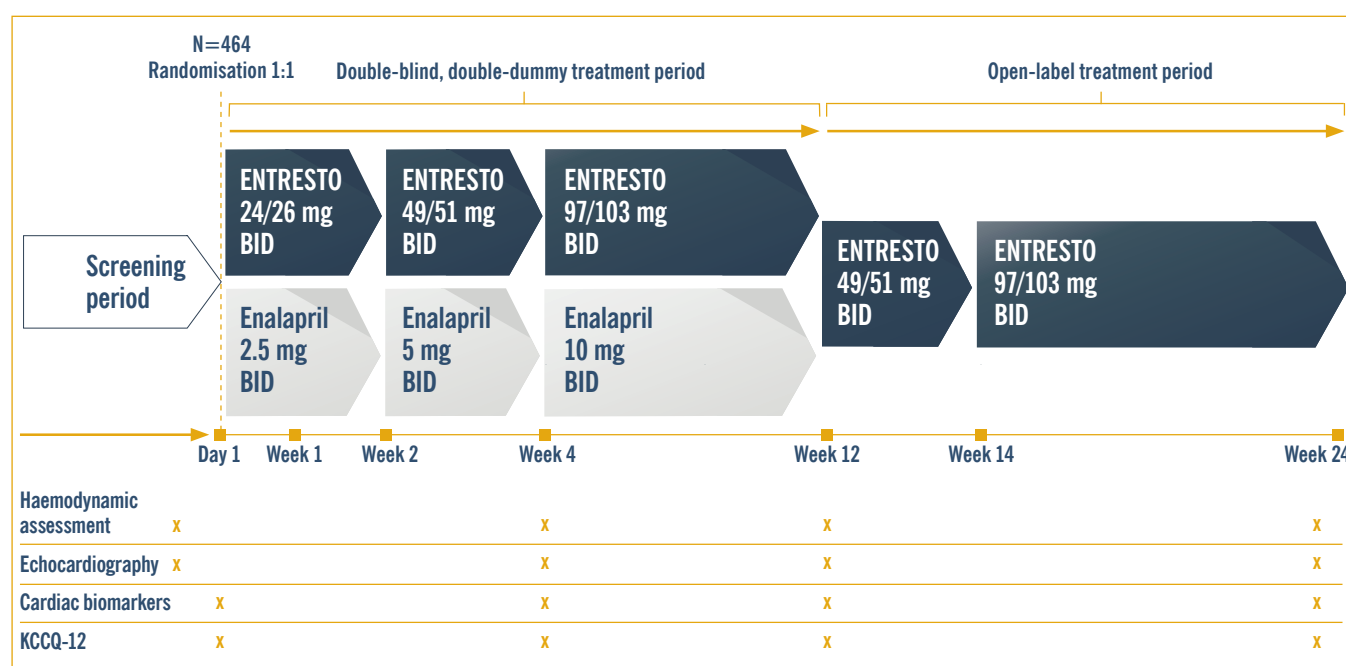 N=464
Randomisation 1:1
Double-blind, double-dummy treatment period
Open-label treatment period
Screening
period
ENTRESTO
24/26 mg
BID
ENTRESTO
49/51 mg
BID
ENTRESTO
97/103 mg
BID
Enalapril
2.5 mg
BID
Enalapril
5 mg
BID
Enalapril
10 mg
BID
ENTRESTO
49/51 mg
BID
ENTRESTO
97/103 mg
BID
Day 1 Week 1 Week 2 Week 4 Week 12 Week 14 Week 24
Haemodynamic
assessment x x x x
Echocardiography x x x x
Cardiac biomarkers x x x x
KCCQ-12 x x x x